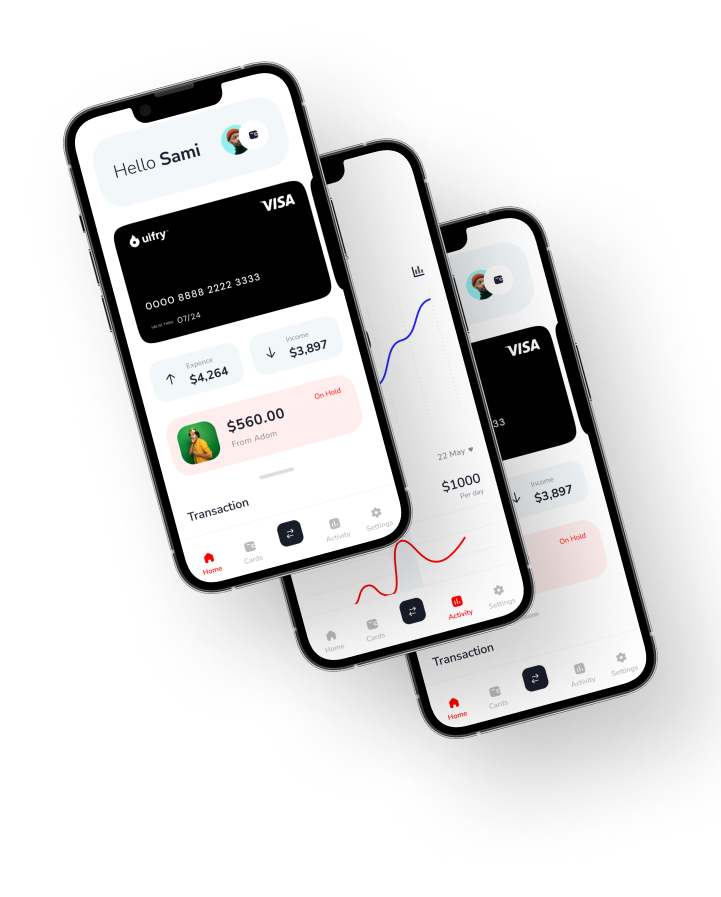 Hello Sami
VISA
uifry
0000 8888 2222 3333
VALID THRU 07/24
Expence
$4,264
Income
$3,897
On Hold
$560.00
From Adom
Transaction
Home
Cards
Activity
Settings
22 May
$1000
Per day
Home
Cards
Activity
Settings
VISA
33
Income
$3,897
On Hold
Transaction
Home
Cards
Activity
Settings